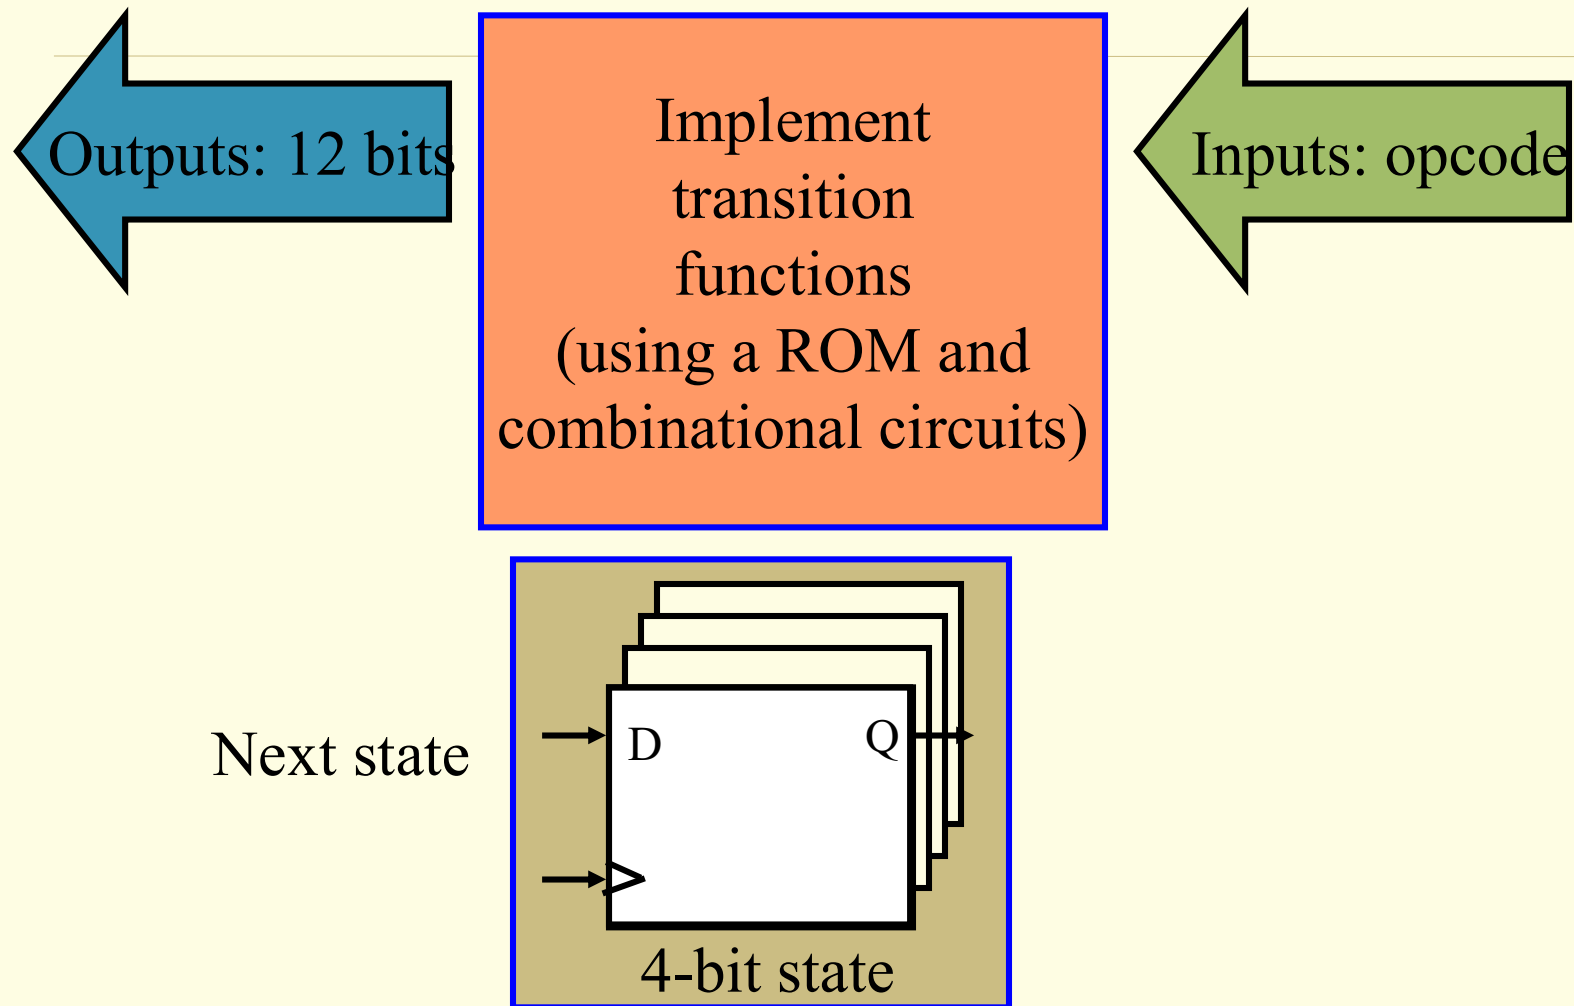 Outputs: 12 bits
Implement
transition
functions
(using a ROM and
combinational circuits)
Inputs: opcode
Next state
D
Q
4-bit state